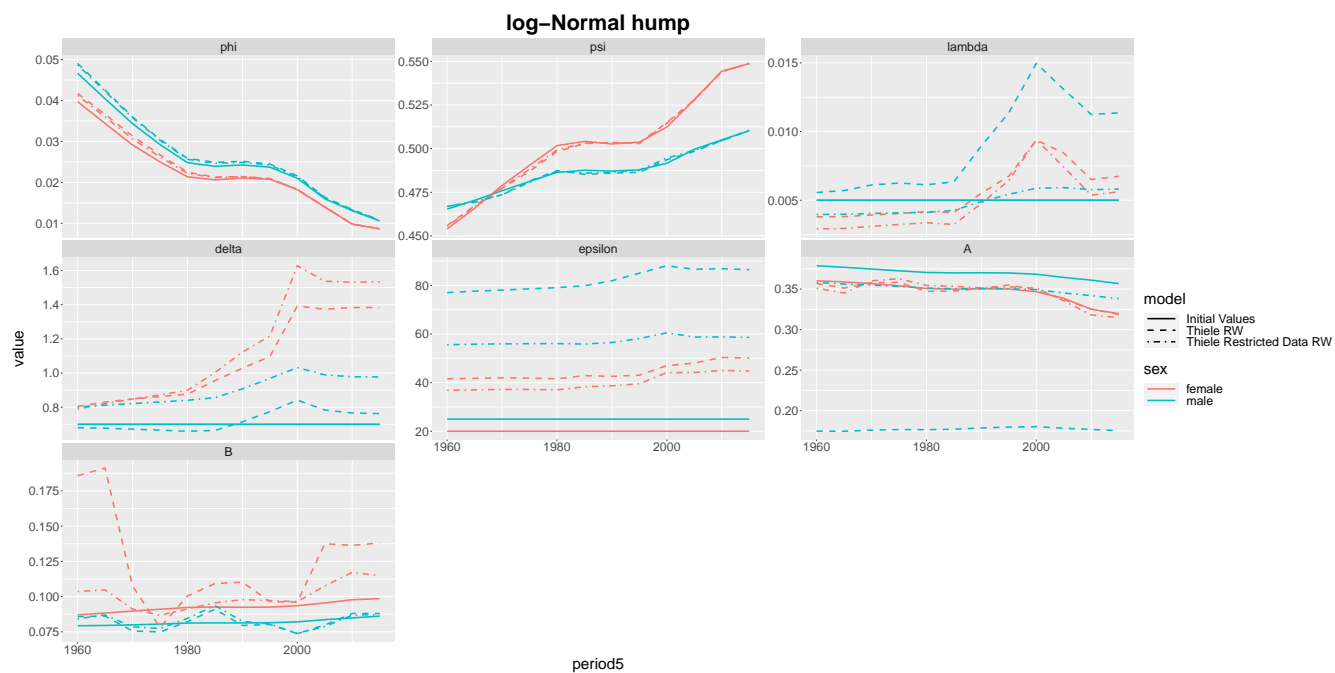 log−Normal hump
phi
psi
lambda
0.05
0.04
0.03
0.02
0.01
0.550
0.525
0.500
0.475
0.450
0.015
0.010
0.005
delta
epsilon
A
1.6
1.4
1.2
1.0
0.8
80
60
40
20
0.35
0.30
0.25
0.20
1960
1980
2000
1960
1980
2000
B
0.175
0.150
0.125
0.100
0.075
1960
1980
2000
value
period5
model
Initial Values
Thiele RW
Thiele Restricted Data RW
sex
female
male